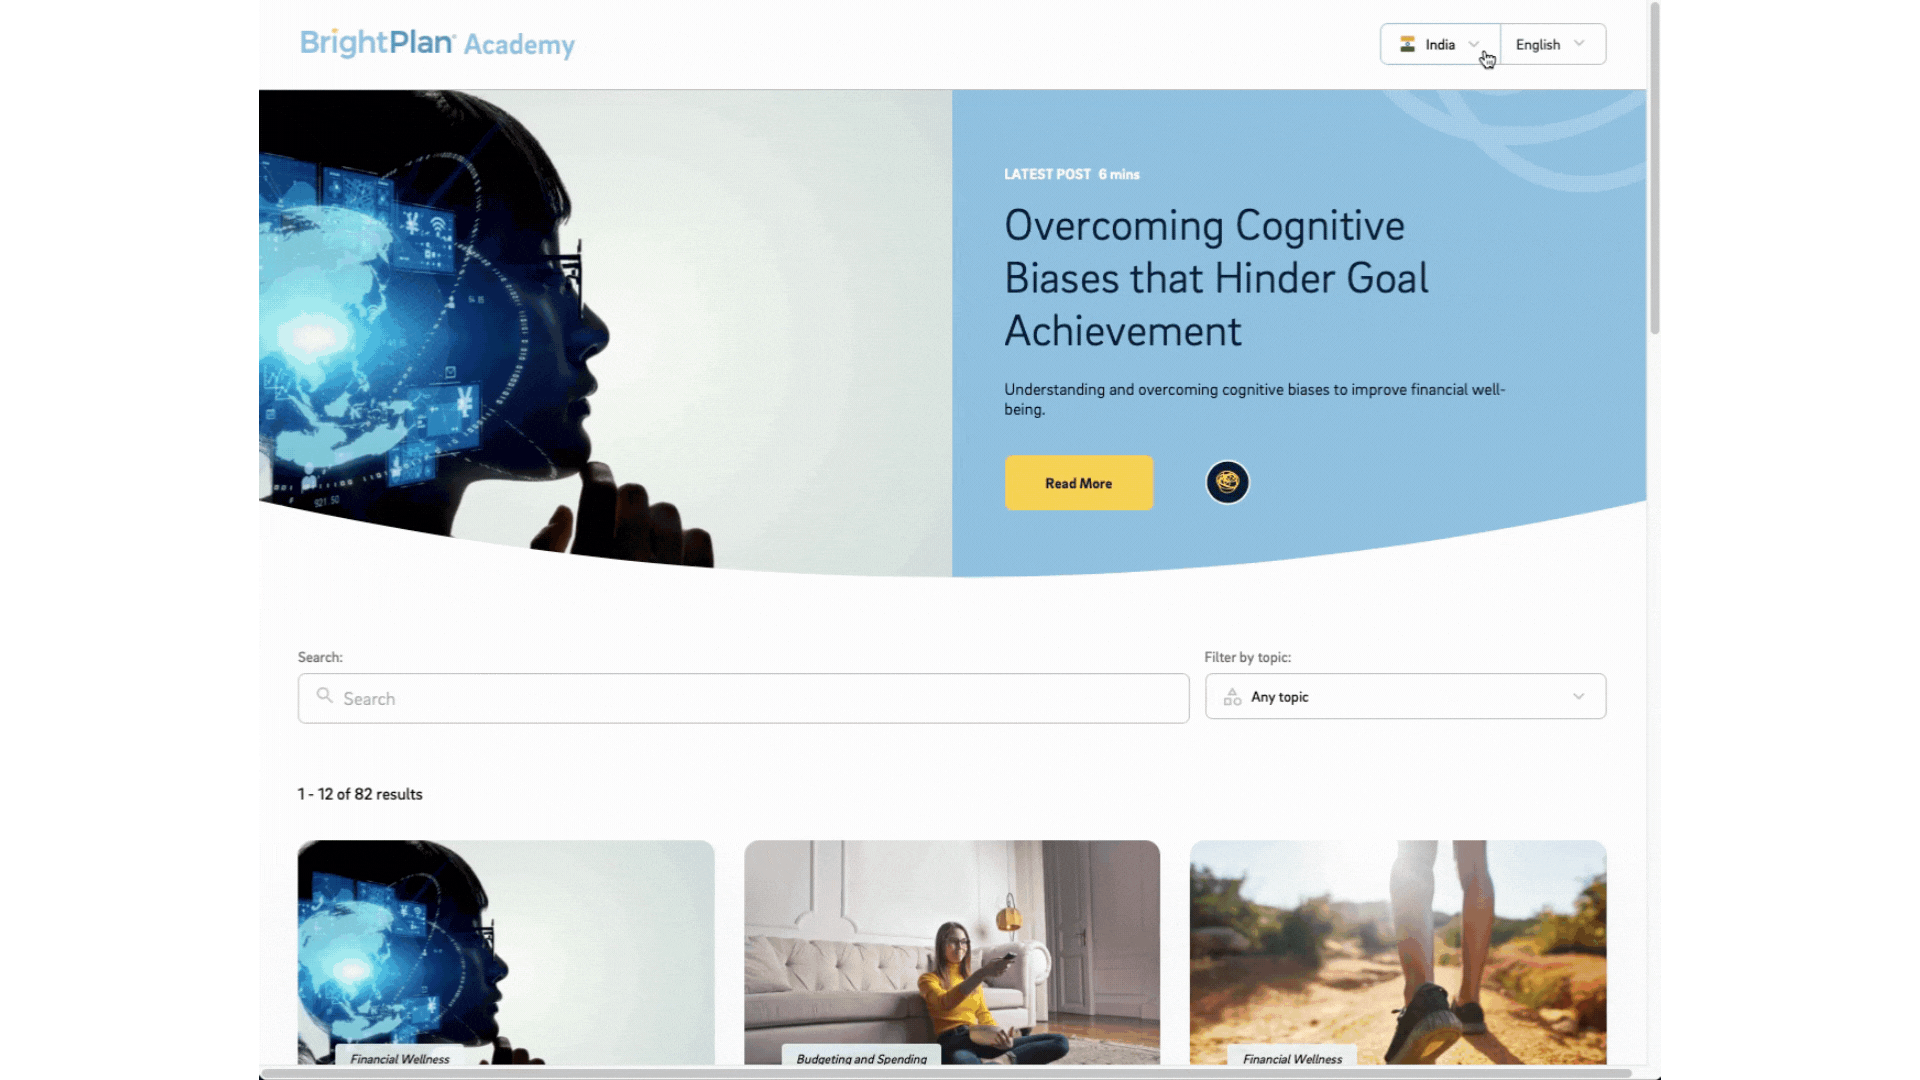 BrightPlan Academy
India
English
LATEST POST 6 mins
Overcoming Cognitive
Biases that Hinder Goal
Achievement
Understanding and overcoming cognitive biases to improve financial well-
being.
Read More
Search:
Filter by topic:
Search
Any topic
1 - 12 of 82 results
Financial Wellness
Budgeting and Spending
Financial Wellness